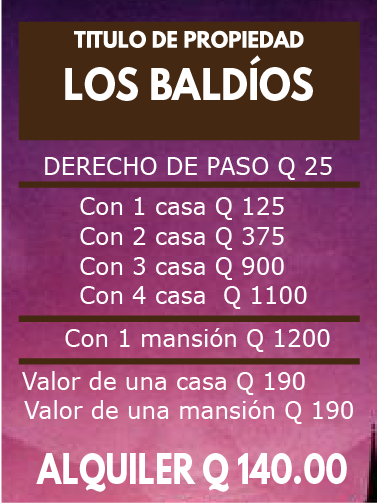 TITULO DE PROPIEDAD
LOS BALDÍOS
DERECHO DE PASO Q 25
Con 1 casa Q 125
Con 2 casa Q 375
Con 3 casa Q 900
Con 4 casa  Q 1100
Con 1 mansión Q 1200
Valor de una casa Q 190
Valor de una mansión Q 190
ALQUILER Q 140.00